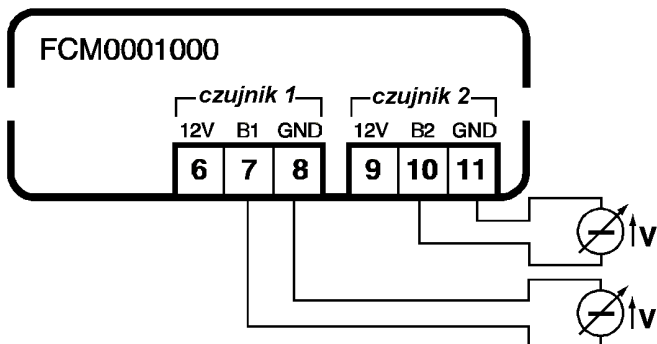 FCM0001000
czujnik 1 czujnik 2
12V B1 GND 12V B2 GND
6 7 8 9 10 11
V
V